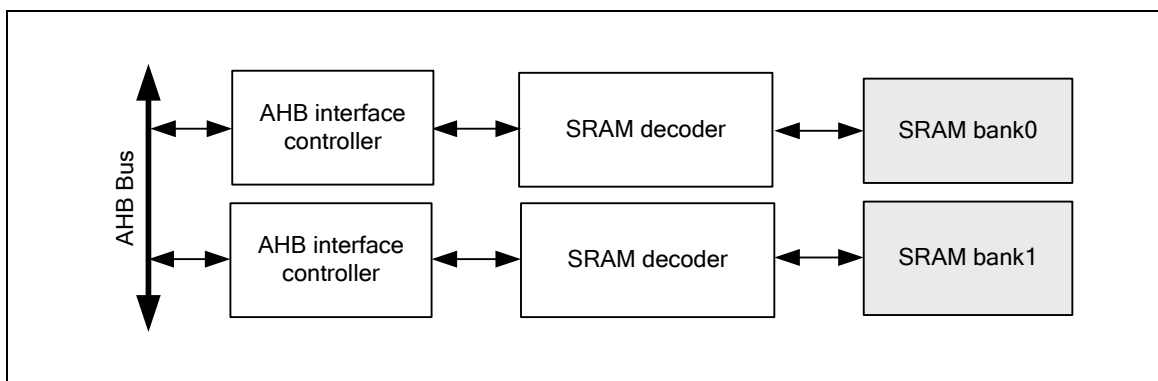 AHB Bus
AHB interface
controller
SRAM decoder
SRAM bank0
AHB interface
controller
SRAM decoder
SRAM bank1